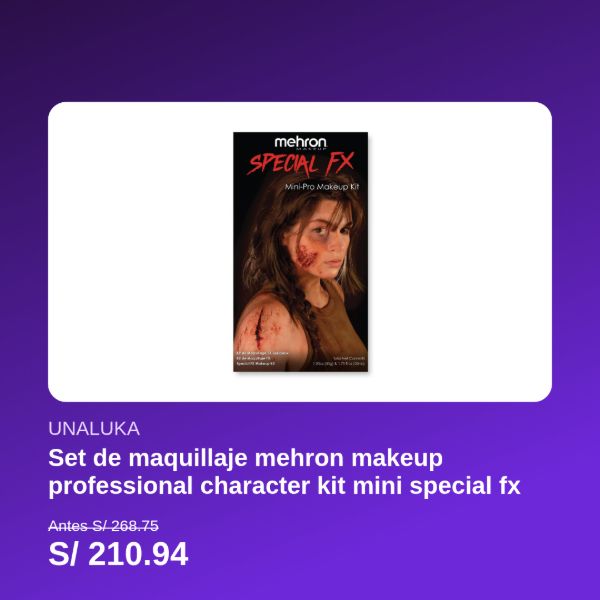 mehron
MAKEUP
SPECIAL FX
Mini-Pro Makeup Kit
UNALUKA
Set de maquillaje mehron makeup
professional character kit mini special fx
Antes S/ 268.75
S/ 210.94